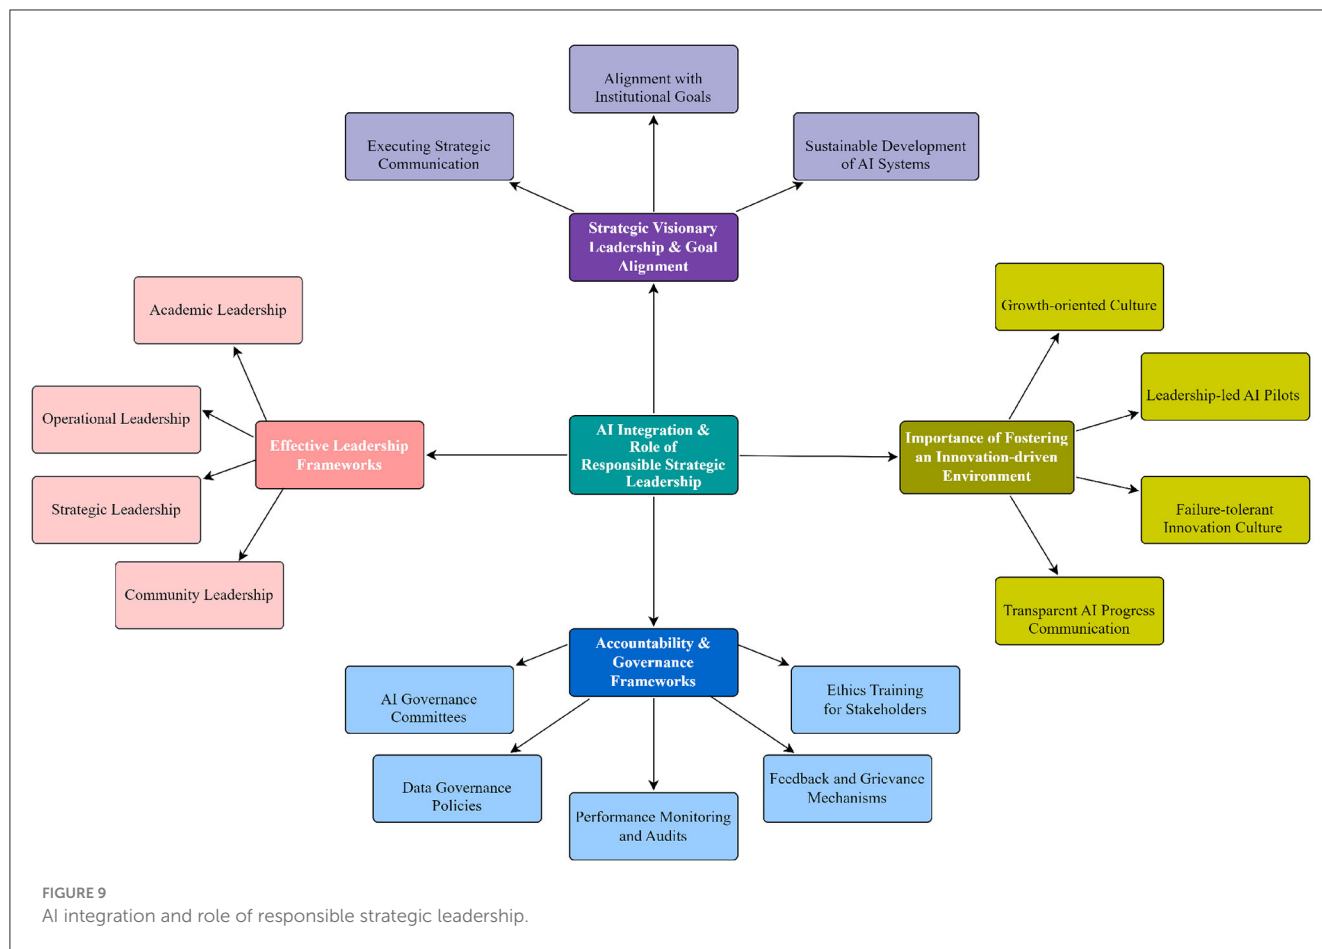 Alignment with
Institutional Goals
Executing Strategic
Communication
Sustainable Development
of AI Systems
Strategic Visionary
Leadership & Goal
Alignment
Academic Leadership
Operational Leadership
Strategic Leadership
Community Leadership
Effective Leadership
Frameworks
AI Integration &
Role of
Responsible Strategic
Leadership
Importance of Fostering
an Innovation-driven
Environment
Growth-oriented Culture
Leadership-led AI Pilots
Failure-tolerant
Innovation Culture
Transparent AI Progress
Communication
Accountability &
Governance
Frameworks
AI Governance
Committees
Data Governance
Policies
Performance Monitoring
and Audits
Feedback and Grievance
Mechanisms
Ethics Training
for Stakeholders
FIGURE 9
AI integration and role of responsible strategic leadership.